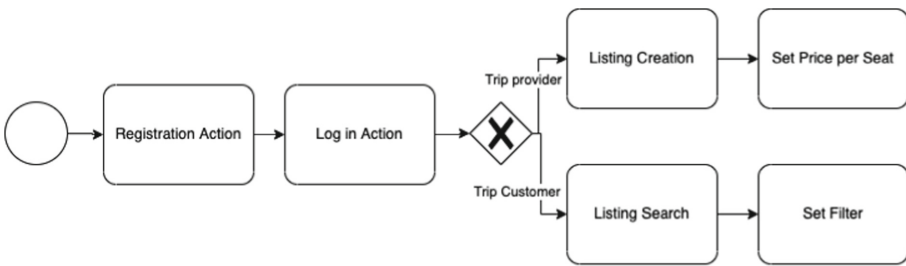 Registration Action
Log in Action
Trip provider
Listing Creation
Set Price per Seat
Trip Customer
Listing Search
Set Filter